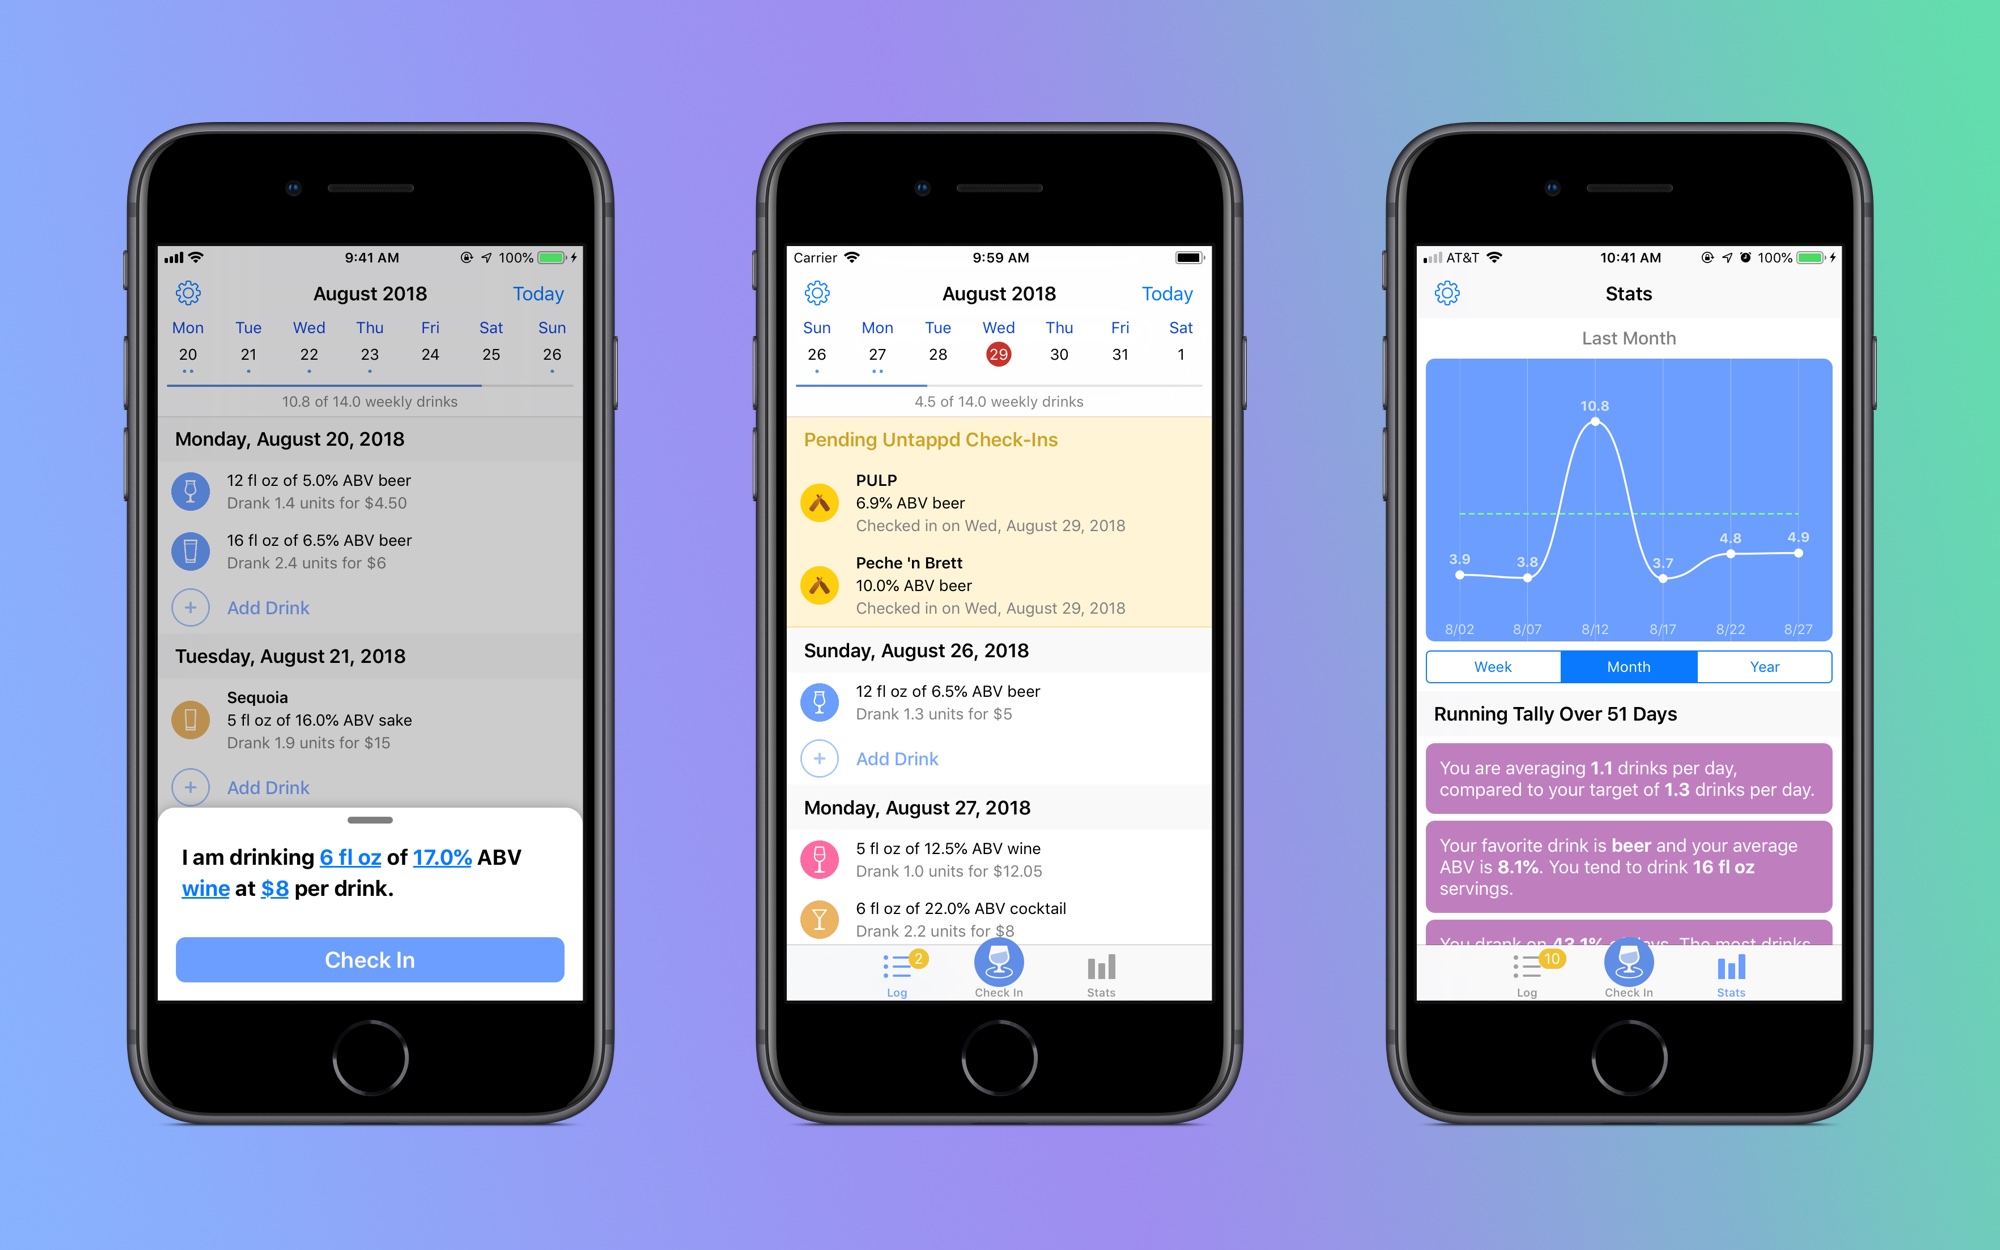 9:41 AM
100%
August 2018
Today
Mon Tue Wed Thu Fri Sat Sun
20 21 22 23 24 25 26
10.8 of 14.0 weekly drinks
Monday, August 20, 2018
12 fl oz of 5.0% ABV beer
Drank 1.4 units for $4.50
16 fl oz of 6.5% ABV beer
Drank 2.4 units for $6
Add Drink
Tuesday, August 21, 2018
Sequoia
5 fl oz of 16.0% ABV sake
Drank 1.9 units for $15
Add Drink
I am drinking 6 fl oz of 17.0% ABV
wine at $8 per drink.
Check In
Carrier
9:59 AM
August 2018
Today
Sun Mon Tue Wed Thu Fri Sat
26 27 28 29 30 31 1
4.5 of 14.0 weekly drinks
Pending Untappd Check-Ins
PULP
6.9% ABV beer
Checked in on Wed, August 29, 2018
Peche 'n Brett
10.0% ABV beer
Checked in on Wed, August 29, 2018
Sunday, August 26, 2018
12 fl oz of 6.5% ABV beer
Drank 1.3 units for $5
Add Drink
Monday, August 27, 2018
5 fl oz of 12.5% ABV wine
Drank 1.0 units for $12.05
6 fl oz of 22.0% ABV cocktail
Drank 2.2 units for $8
2
Log Check In Stats
AT&T
10:41 AM
100%
Stats
Last Month
10.8
3.9 3.8 3.7 4.8 4.9
8/02 8/07 8/12 8/17 8/22 8/27
Week Month Year
Running Tally Over 51 Days
You are averaging 1.1 drinks per day,
compared to your target of 1.3 drinks per day.
Your favorite drink is beer and your average
ABV is 8.1%. You tend to drink 16 fl oz
servings.
You drank on 43.1% The most drinks
10
Log Check In Stats